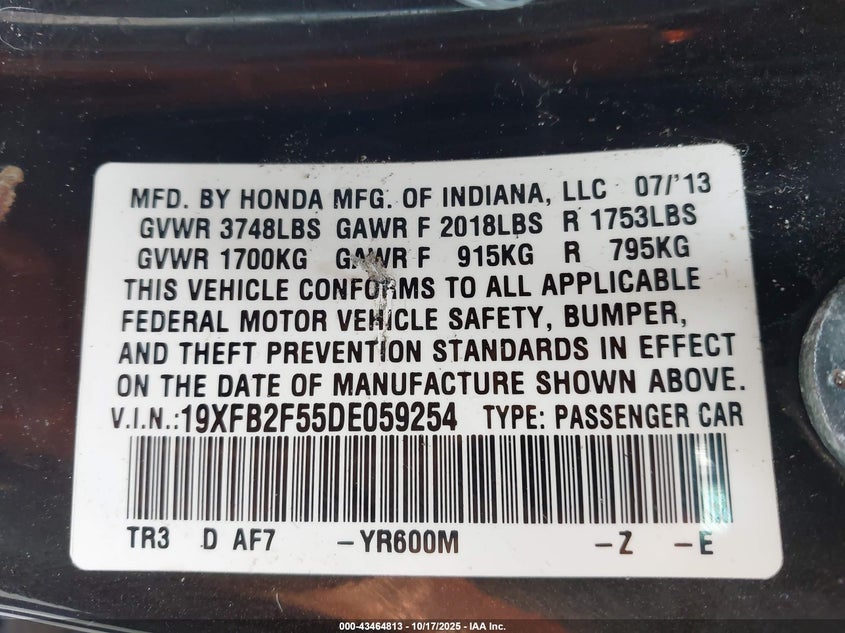 MFD. BY HONDA MFG. OF INDIANA, LLC 07/'13
GVWR 3748LBS GAWR F 2018LBS R 1753LBS
GVWR 1700KG GAWR F 915KG R 795KG
THIS VEHICLE CONFORMS TO ALL APPLICABLE
FEDERAL MOTOR VEHICLE SAFETY, BUMPER,
AND THEFT PREVENTION STANDARDS IN EFFECT
ON THE DATE OF MANUFACTURE SHOWN ABOVE.
V.I.N.:19XFB2F55DE059254 TYPE: PASSENGER CAR
TR3 D AF7 -YR600M -Z -E
000-43464813 - 10/17/2025 - IAA Inc.